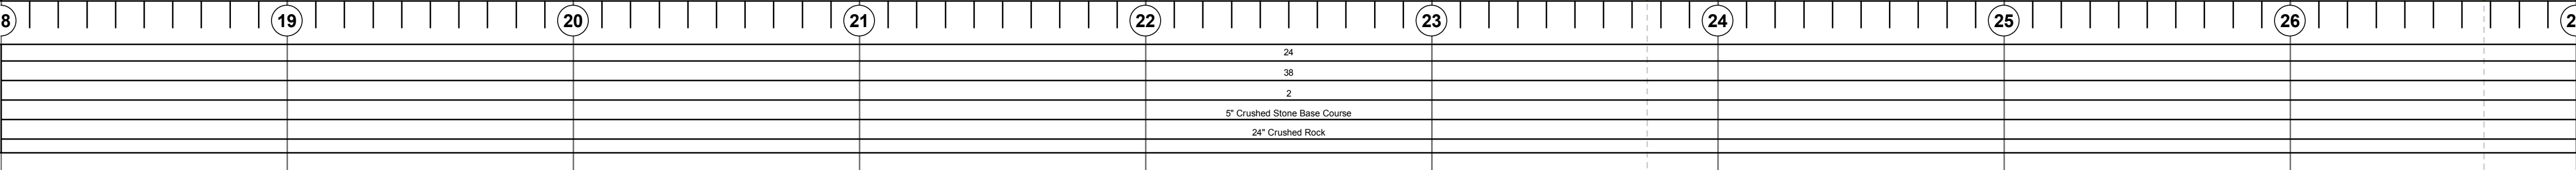 8 19 20 21 22 23 24 25 26 2
24
38
2
5" Crushed Stone Base Course
24" Crushed Rock